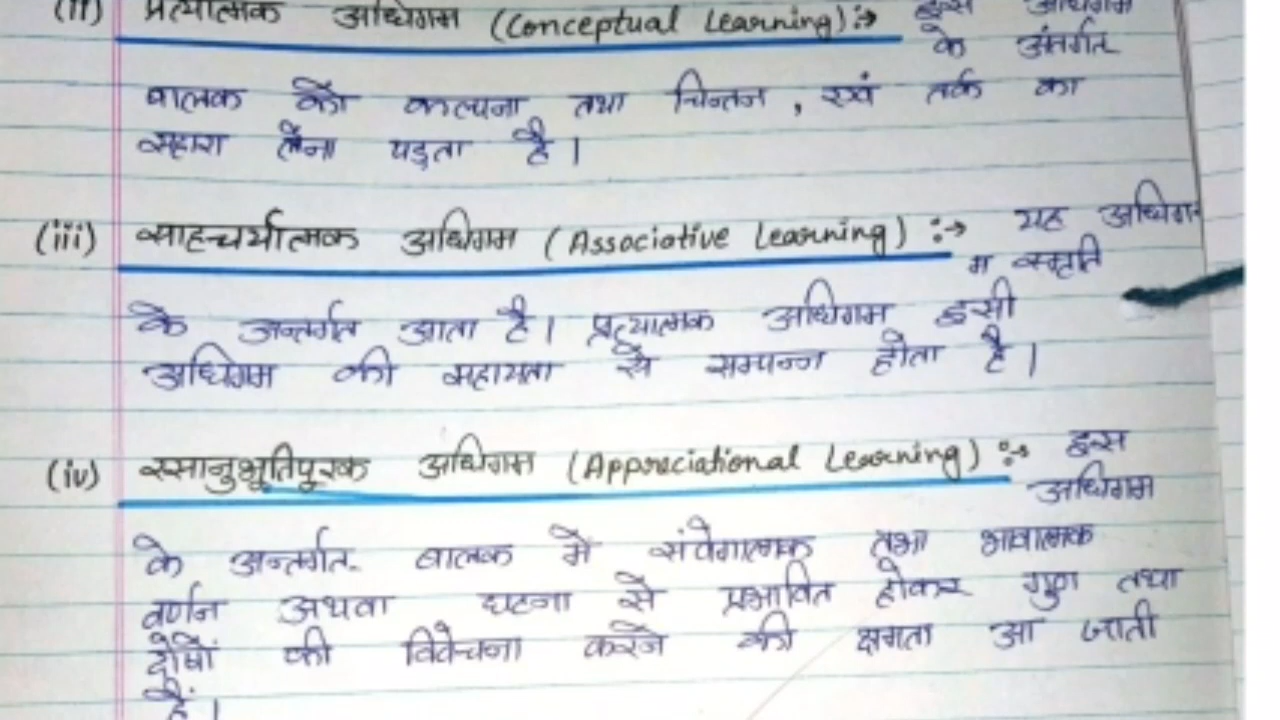 (ii) प्रत्यात्मक अधिगम (Conceptual Learning) :→ इस अधिगम
के अंतर्गत
बालक को कल्पना तथा चिन्तन , एवं तर्क का
सहारा लेना पड़ता है ।
(iii) साहचर्यात्मक अधिगम ( Associative Learning ) :→ यह अधिग
म स्मृति
के अन्तर्गत आता है । प्रत्यात्मक अधिगम इसी
अधिगम की सहायता से सम्पन्न होता है ।
(iv) रसानुभूतिपूरक अधिगम (Appreciational Learning) :→ इस
अधिगम
के अन्तर्गत बालक में संवेगात्मक तथा भावात्मक
वर्णन अथवा घटना से प्रभावित होकर गुण तथा
दोषों की विवेचना करने की क्षमता आ जाती
हैं ।